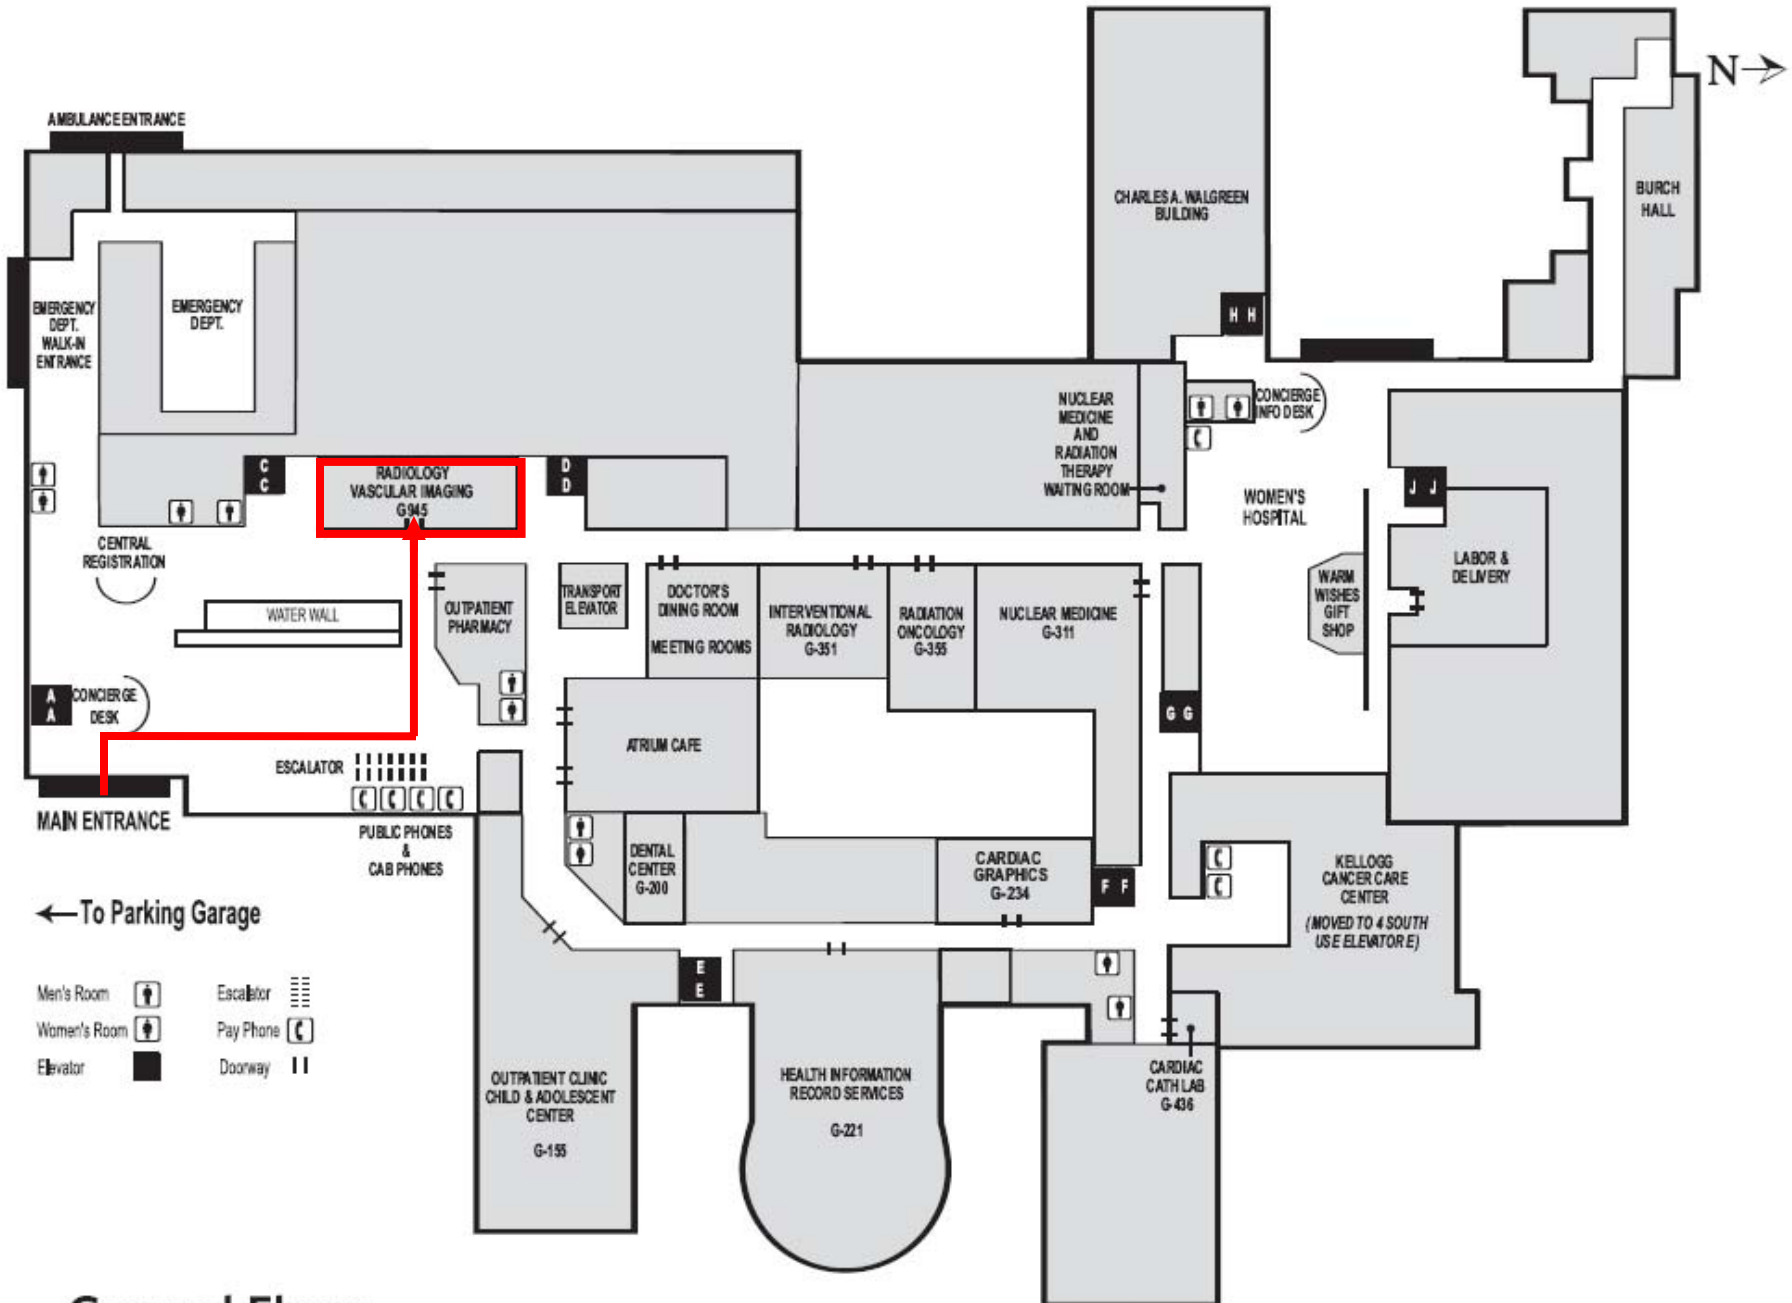 N
AMBULANCE ENTRANCE
CHARLES A. WALGREEN
BUILDING
BURCH
HALL
EMERGENCY
DEPT.
WALK-IN
ENTRANCE
EMERGENCY
DEPT.
H H
NUCLEAR
MEDICINE
AND
RADIATION
THERAPY
WAITING ROOM
CONCIERGE
INFO DESK
C
C
RADIOLOGY
VASCULAR IMAGING
G945
D
D
J J
WOMEN'S
HOSPITAL
CENTRAL
REGISTRATION
LABOR &
DELIVERY
WARM
WISHES
GIFT
SHOP
WATER WALL
OUTPATIENT
PHARMACY
TRANSPORT
ELEVATOR
DOCTOR'S
DINING ROOM
MEETING ROOMS
INTERVENTIONAL
RADIOLOGY
G-351
RADIATION
ONCOLOGY
G-355
NUCLEAR MEDICINE
G-311
A
A
CONCIERGE
DESK
G G
ATRIUM CAFE
ESCALATOR
MAIN ENTRANCE
PUBLIC PHONES
&
CAB PHONES
DENTAL
CENTER
G-200
CARDIAC
GRAPHICS
G-234
F F
KELLOGG
CANCER CARE
CENTER
(MOVED TO 4 SOUTH
USE ELEVATOR E)
To Parking Garage
E
E
Men's Room
Escalator
Women's Room
Pay Phone
Elevator
Doorway
OUTPATIENT CLINIC
CHILD & ADOLESCENT
CENTER
G-155
HEALTH INFORMATION
RECORD SERVICES
G-221
CARDIAC
CATH LAB
G-436